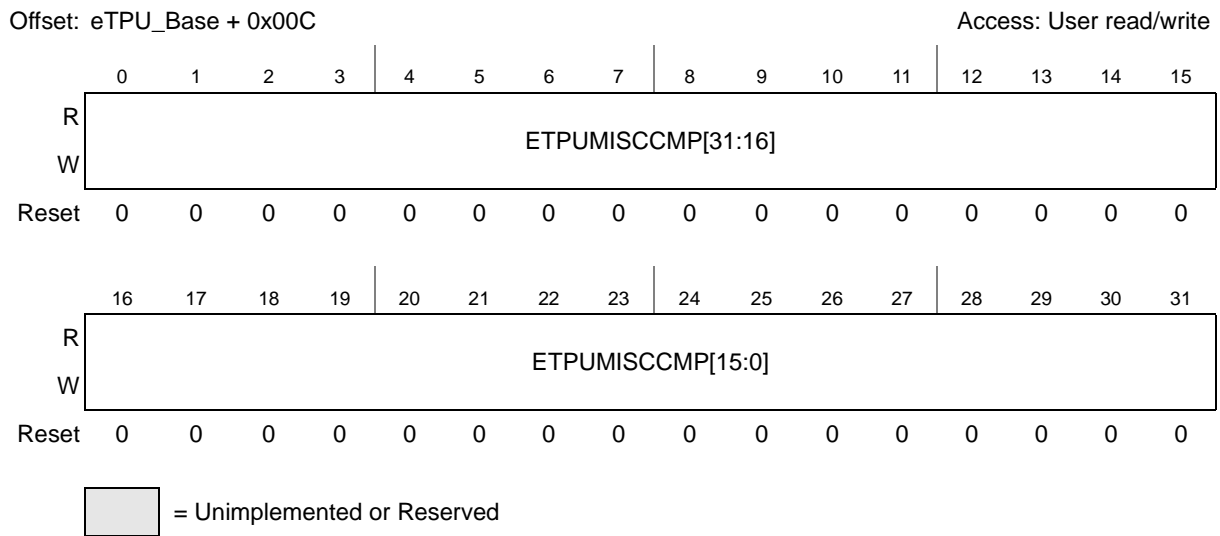 Offset: eTPU_Base + 0x00C Access: User read/write
0 1 2 3 4 5 6 7 8 9 10 11 12 13 14 15
R
ETPUMISCCMP[31:16]
W
Reset 0 0 0 0 0 0 0 0 0 0 0 0 0 0 0 0
16 17 18 19 20 21 22 23 24 25 26 27 28 29 30 31
R
ETPUMISCCMP[15:0]
W
Reset 0 0 0 0 0 0 0 0 0 0 0 0 0 0 0 0
= Unimplemented or Reserved